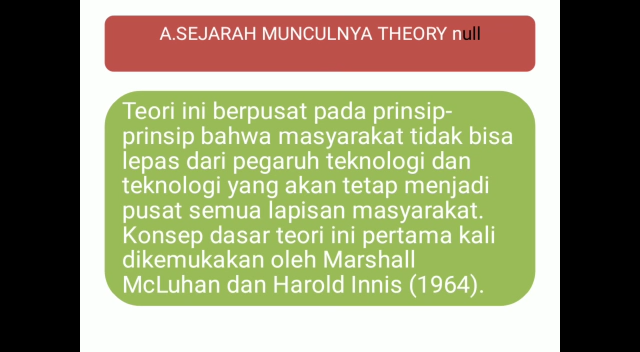 A.SEJARAH MUNCULNYA THEORY null
Teori ini berpusat pada prinsip-
prinsip bahwa masyarakat tidak bisa
lepas dari pegaruh teknologi dan
teknologi yang akan tetap menjadi
pusat semua lapisan masyarakat.
Konsep dasar teori ini pertama kali
dikemukakan oleh Marshall
McLuhan dan Harold Innis (1964).